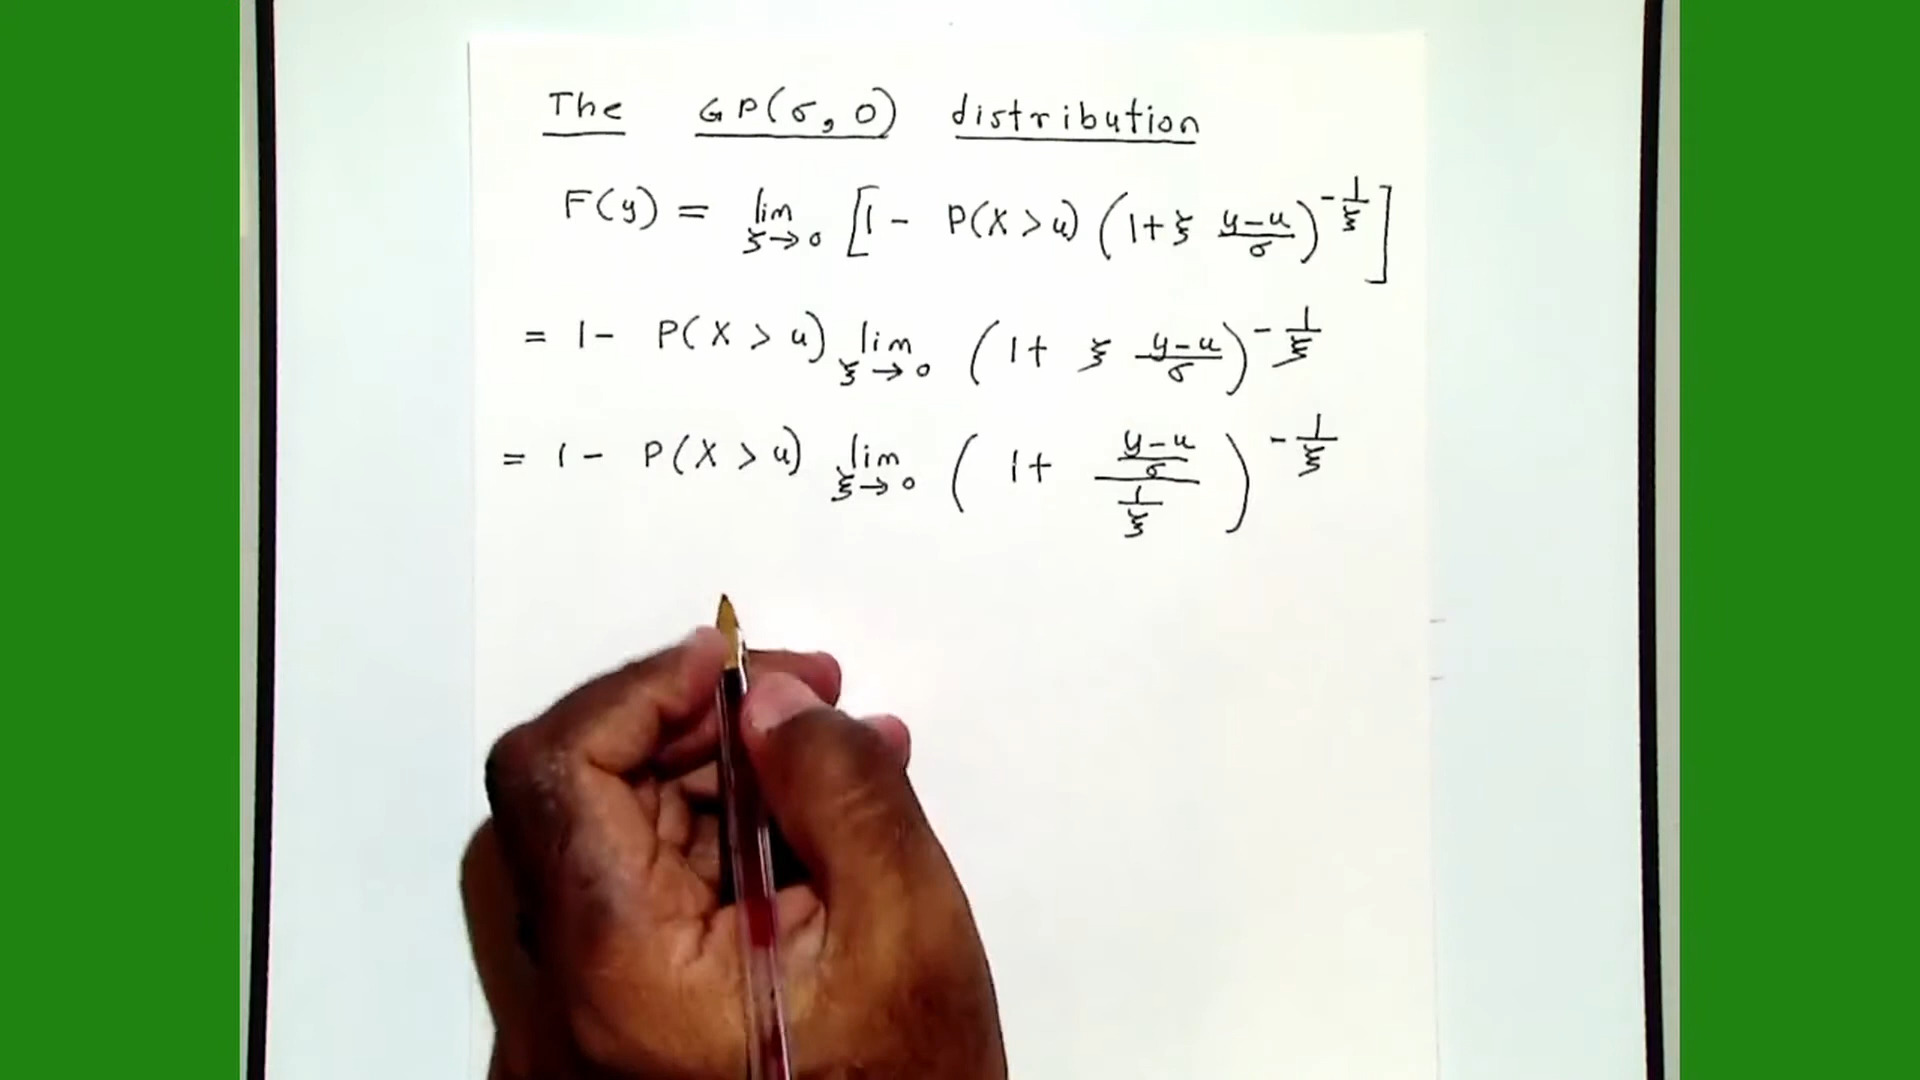 The GP(σ, 0) distribution
F(y) = lim ξ→0 [1 - P(X > u) (1 + ξ (y-u)/σ)^(-1/ξ)]
= 1 - P(X > u) lim ξ→0 (1 + ξ (y-u)/σ)^(-1/ξ)
= 1 - P(X > u) lim ξ→0 (1 + ((y-u)/σ)/(1/ξ))^(-1/ξ)